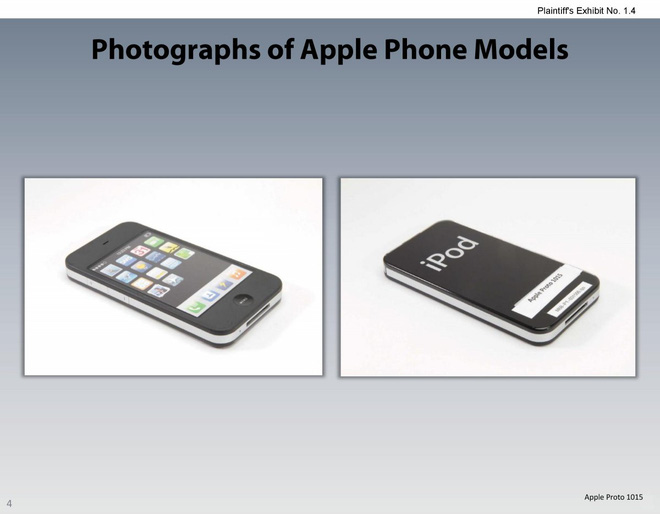 Plaintiff's Exhibit No. 1.4
Photographs of Apple Phone Models
iPod
Apple Proto 1015
Apple Proto 1015
4